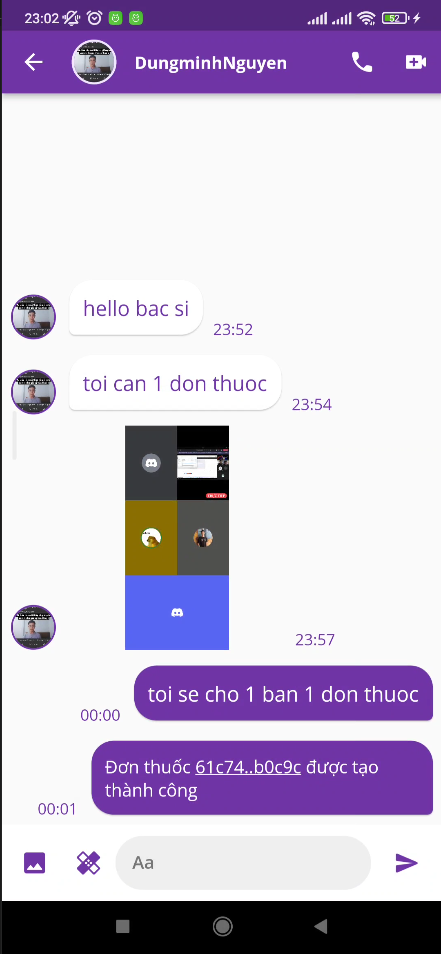 23:02
52
DungminhNguyen
hello bac si
23:52
toi can 1 don thuoc
23:54
23:57
toi se cho 1 ban 1 don thuoc
00:00
Đơn thuốc 61c74..b0c9c được tạo
thành công
00:01
Aa